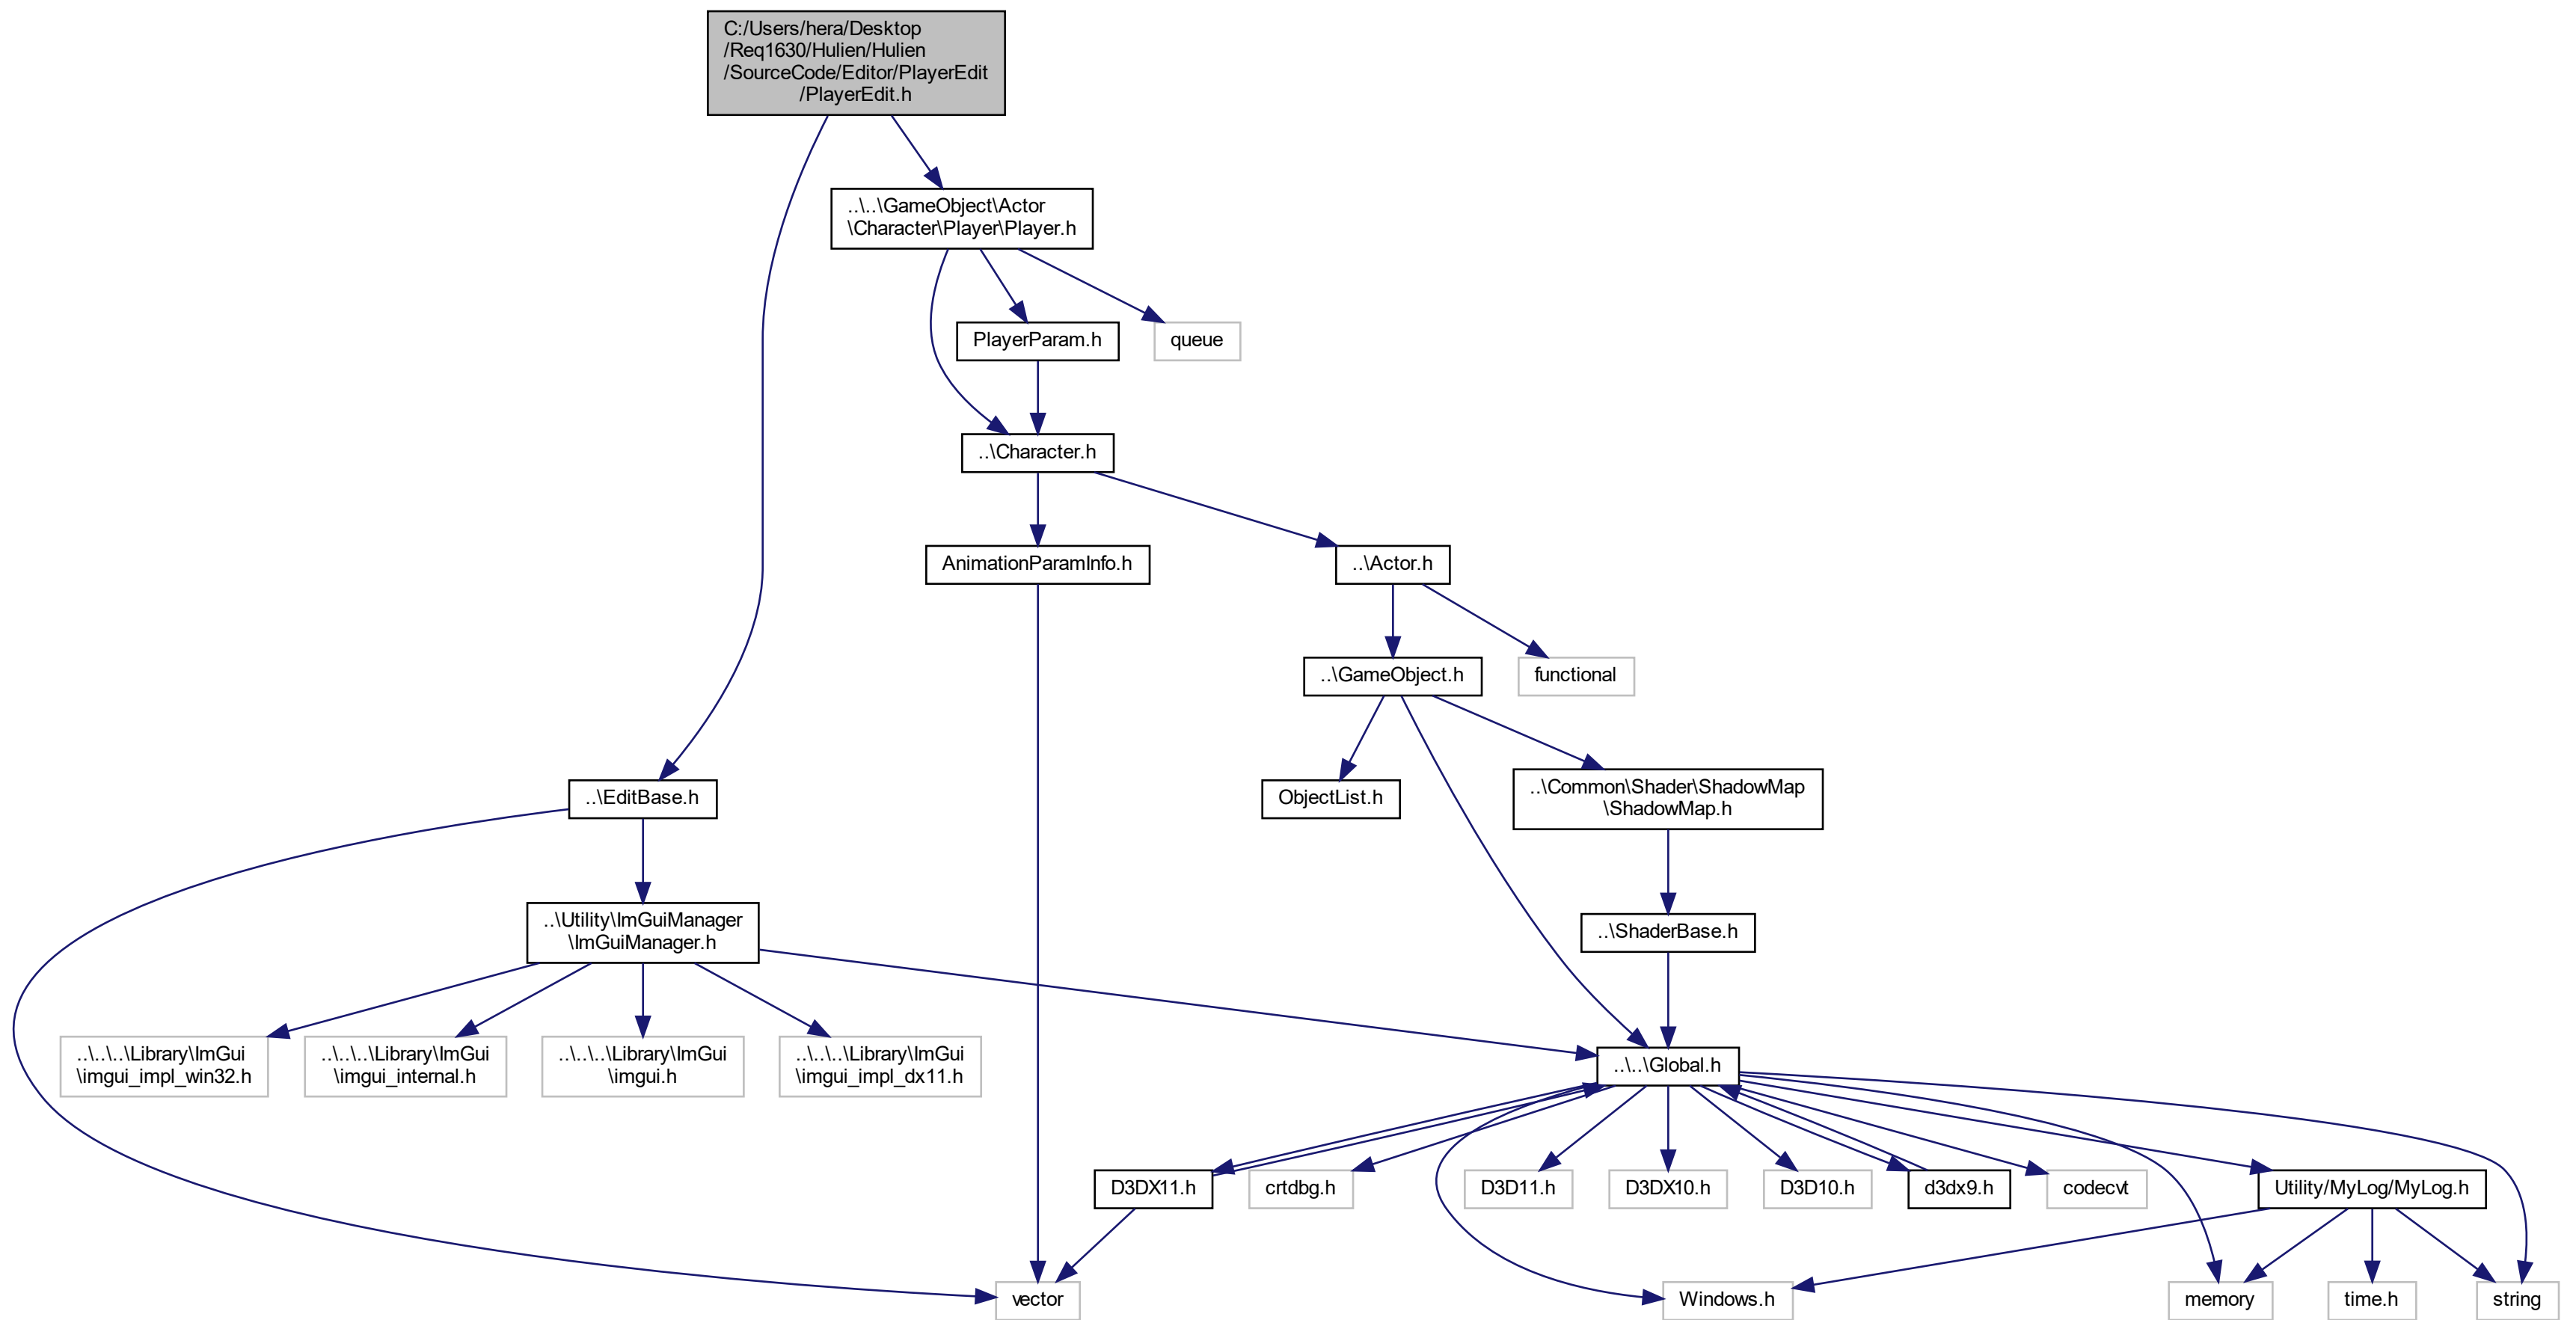 C:/Users/hera/Desktop
/Req1630/Hulien/Hulien
/SourceCode/Editor/PlayerEdit
/PlayerEdit.h
..\..\GameObject\Actor
\Character\Player\Player.h
PlayerParam.h
queue
..\Character.h
AnimationParamInfo.h
..\Actor.h
..\GameObject.h
functional
..\EditBase.h
ObjectList.h
..\Common\Shader\ShadowMap
\ShadowMap.h
..\Utility\ImGuiManager
\ImGuiManager.h
..\ShaderBase.h
..\..\..\Library\ImGui
\imgui_impl_win32.h
..\..\..\Library\ImGui
\imgui_internal.h
..\..\..\Library\ImGui
\imgui.h
..\..\..\Library\ImGui
\imgui_impl_dx11.h
..\..\Global.h
D3DX11.h
crtdbg.h
D3D11.h
D3DX10.h
D3D10.h
d3dx9.h
codecvt
Utility/MyLog/MyLog.h
vector
Windows.h
memory
time.h
string